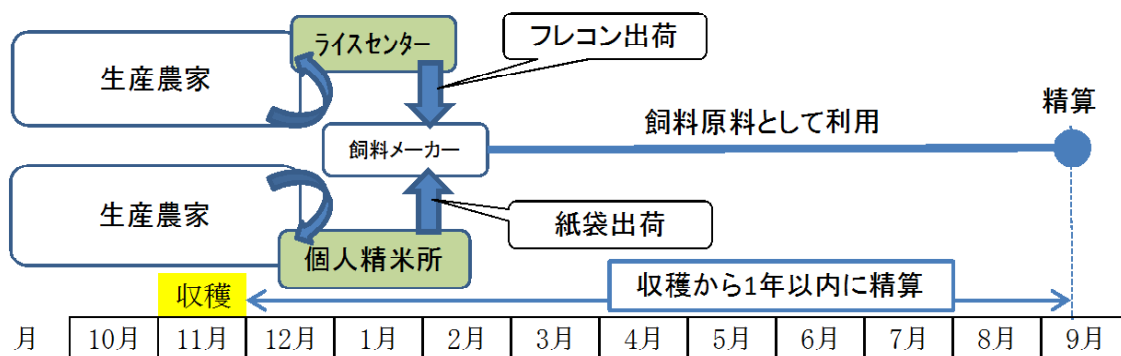 ライスセンター
フレコン出荷
生産農家
精算
飼料原料として利用
飼料メーカー
生産農家
紙袋出荷
個人精米所
収穫
収穫から1年以内に精算
月 10月 11月 12月 1月 2月 3月 4月 5月 6月 7月 8月 9月